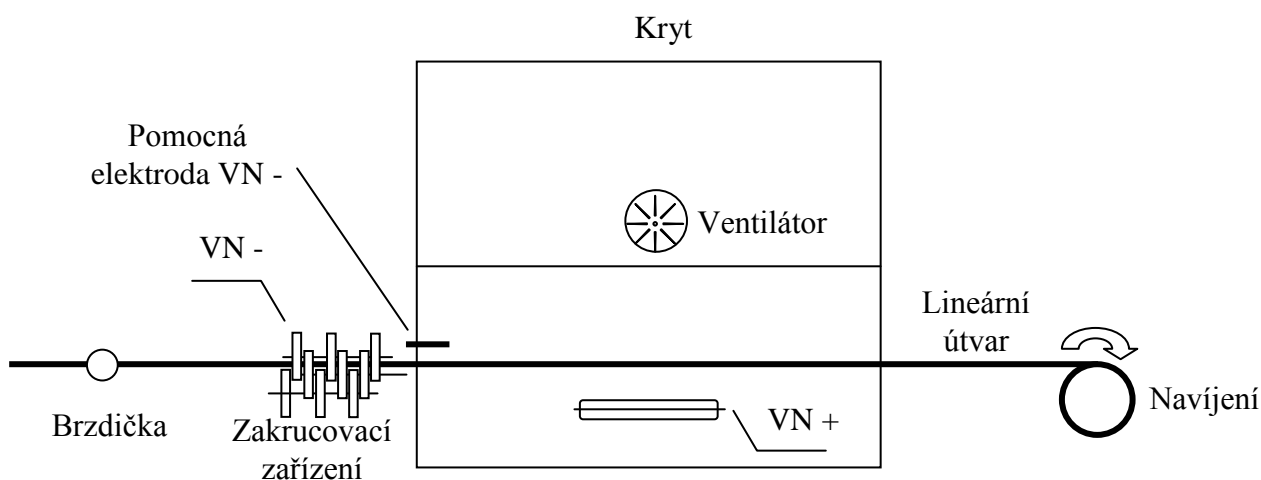 Kryt
Pomocná
elektroda VN -
VN -
Ventilátor
Lineární
útvar
Brzdička
Zakrucovací
zařízení
VN +
Navíjení